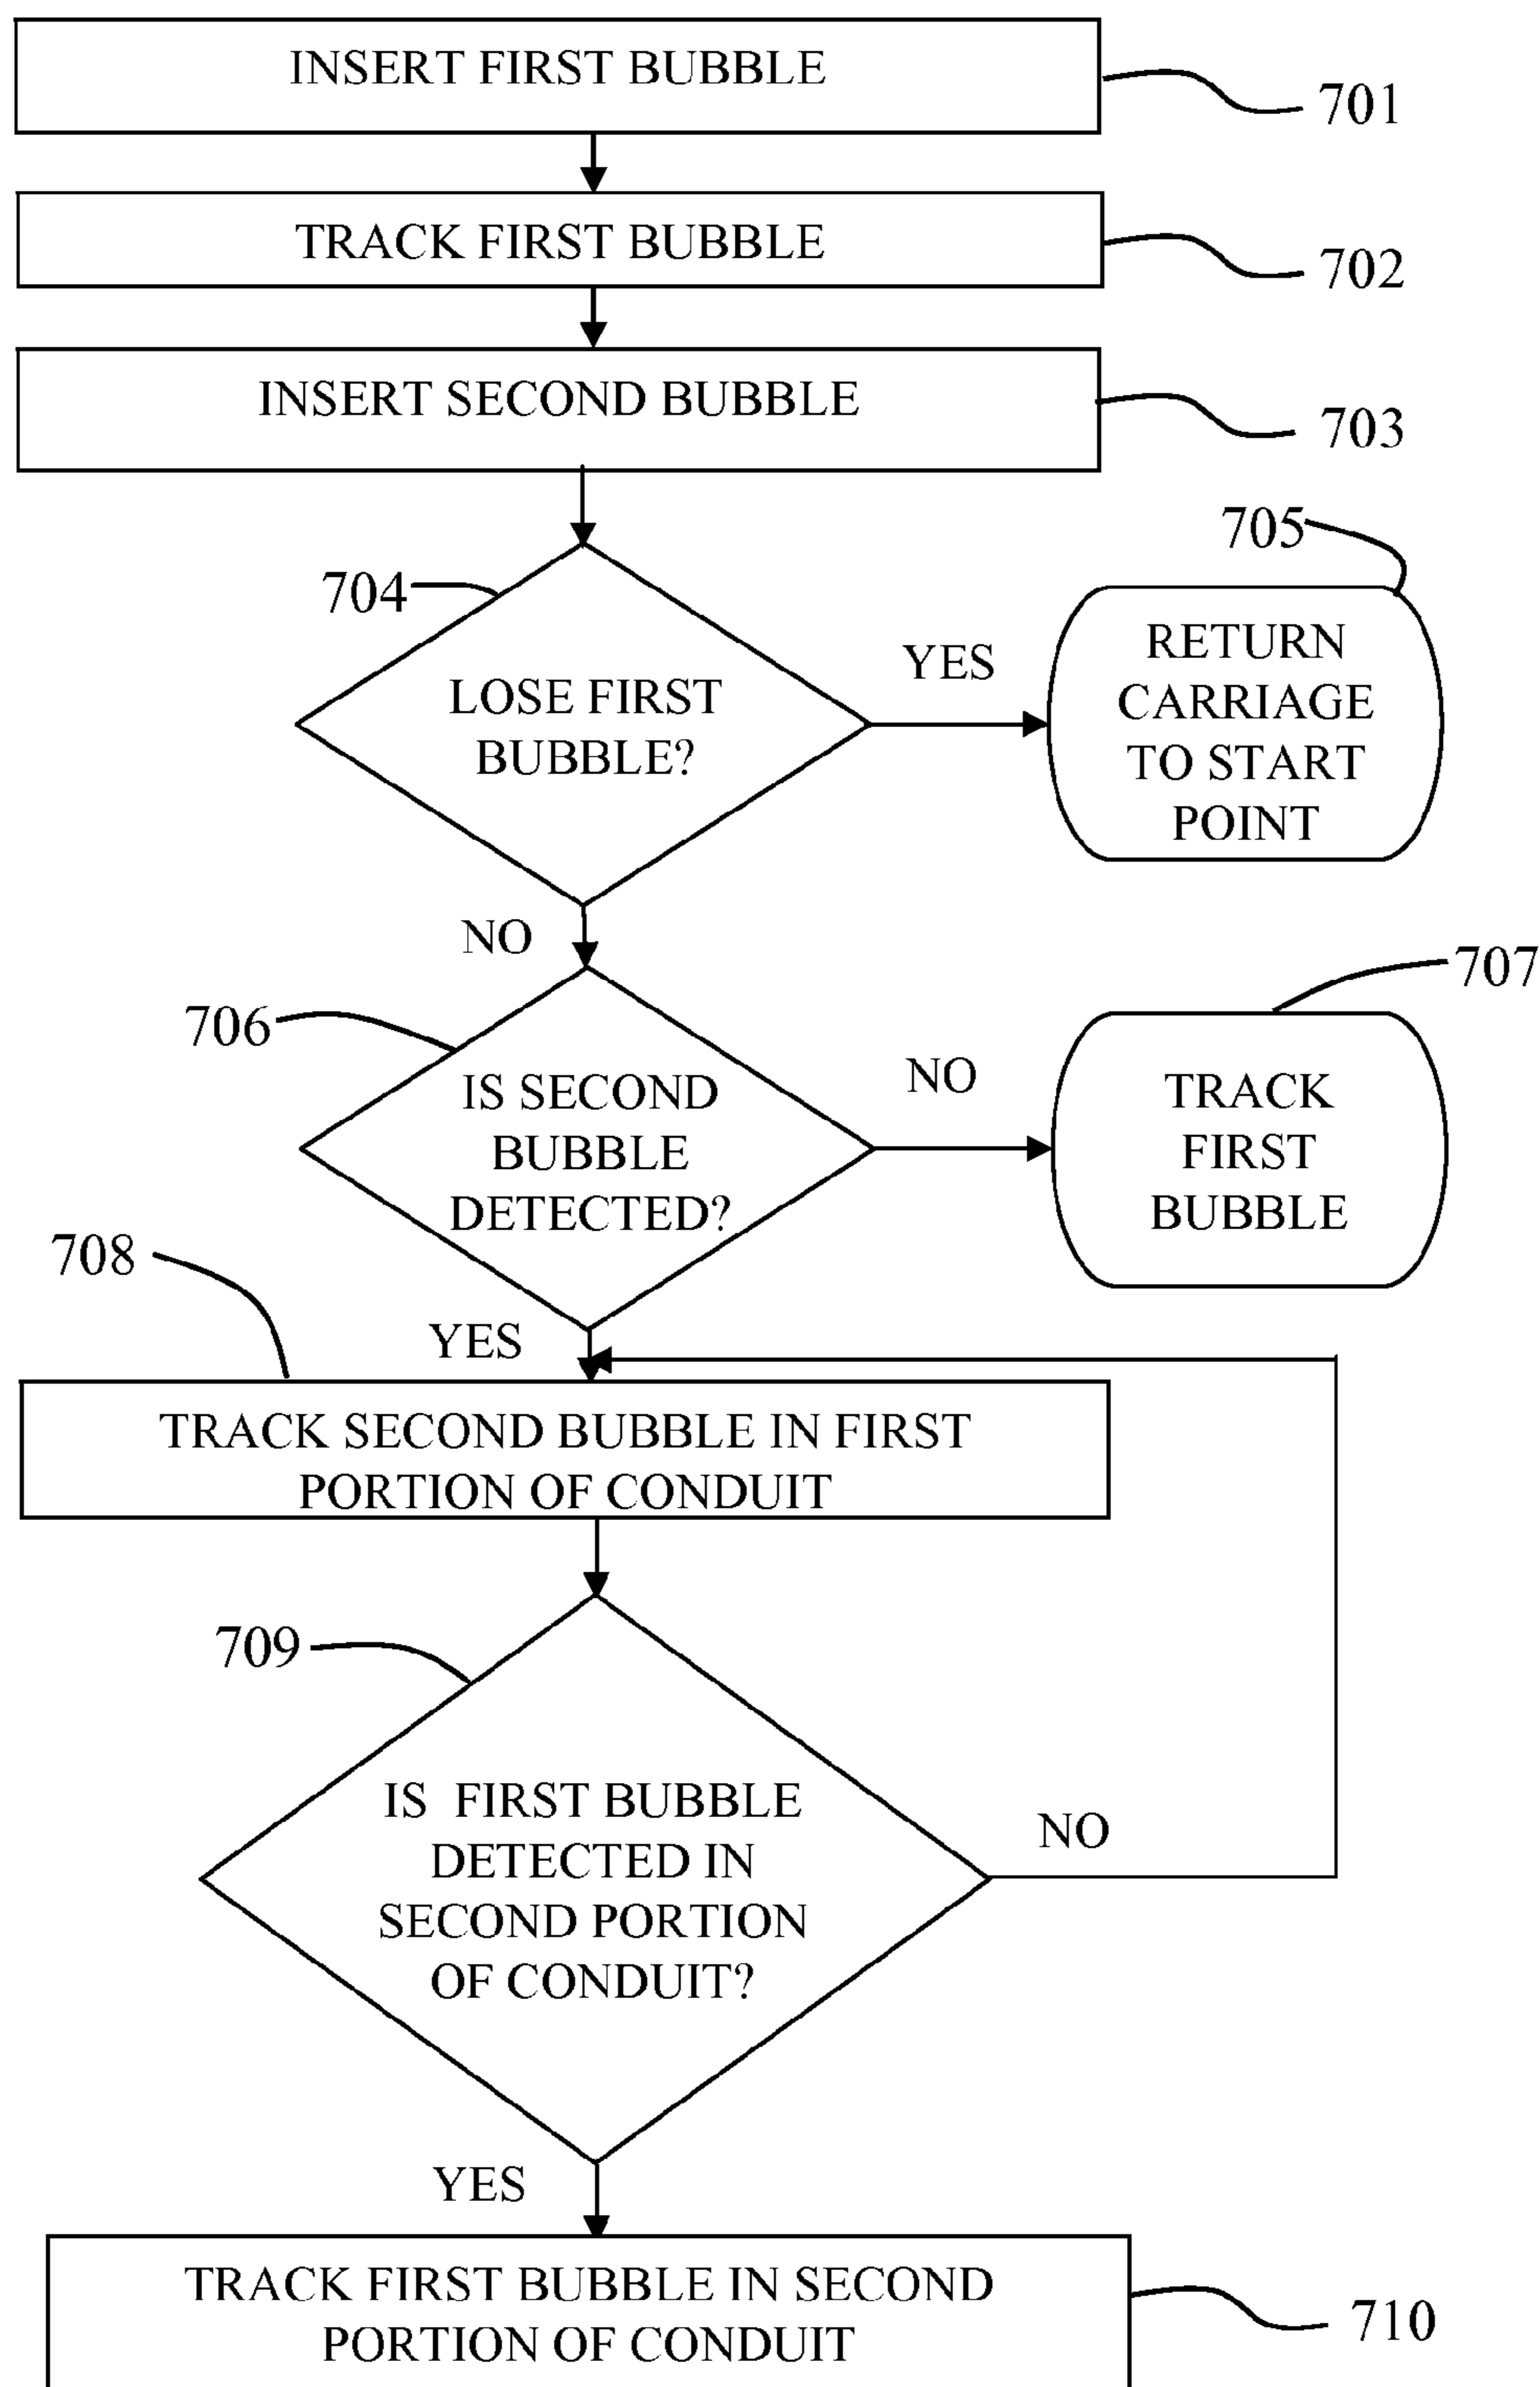 INSERT FIRST BUBBLE
701
TRACK FIRST BUBBLE
702
INSERT SECOND BUBBLE
703
704
LOSE FIRST
BUBBLE?
YES
705
RETURN
CARRIAGE
TO START
POINT
NO
706
IS SECOND
BUBBLE
DETECTED?
NO
707
TRACK
FIRST
BUBBLE
YES
708
TRACK SECOND BUBBLE IN FIRST
PORTION OF CONDUIT
709
IS FIRST BUBBLE
DETECTED IN
SECOND PORTION
OF CONDUIT?
NO
YES
TRACK FIRST BUBBLE IN SECOND
PORTION OF CONDUIT
710